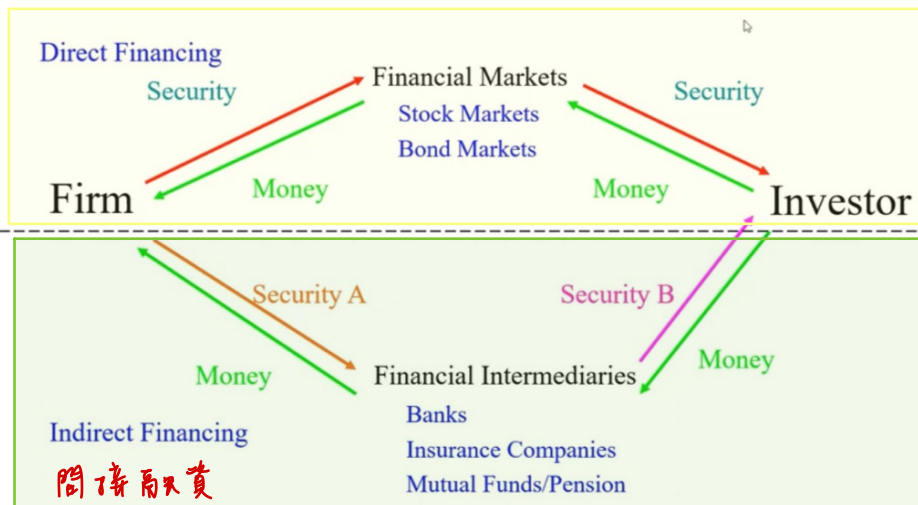 Direct Financing
Security
Financial Markets
Security
Stock Markets
Bond Markets
Money
Money
Firm
Investor
Security A
Security B
Money
Financial Intermediaries
Money
Banks
Indirect Financing
Insurance Companies
間接融資
Mutual Funds/Pension